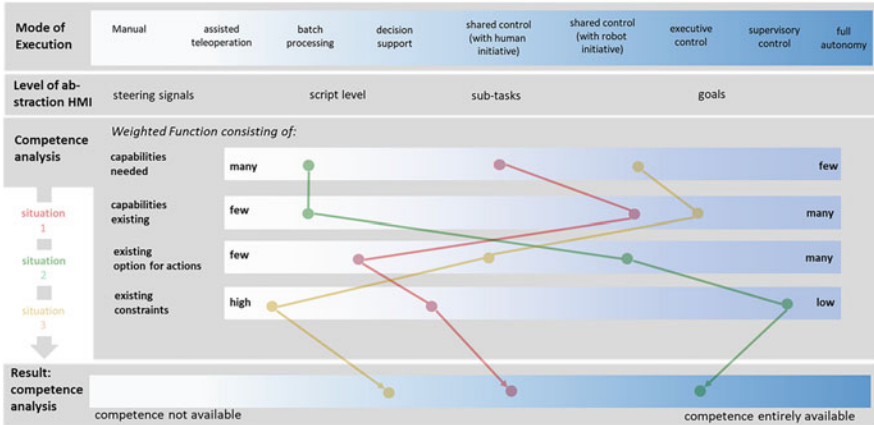 Mode of
Execution
Manual
assisted
teleoperation
batch
processing
decision
support
shared control
(with human
initiative)
shared control
(with robot
initiative)
executive
control
supervisory
control
full
autonomy
Level of ab-
straction HMI
steering signals
script level
sub-tasks
goals
Competence
analysis
Weighted Function consisting of:
capabilities
needed
many
few
situation
1
capabilities
existing
few
many
situation
2
existing
option for actions
few
many
situation
3
existing
constraints
high
low
Result:
competence
analysis
competence not available
competence entirely available